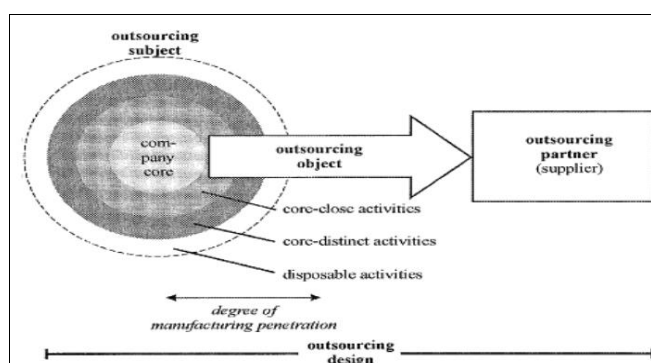 outsourcing
subject
com-
pany
core
outsourcing
object
outsourcing
partner
(supplier)
core-close activities
core-distinct activities
disposable activities
degree of
manufacturing penetration
outsourcing
design